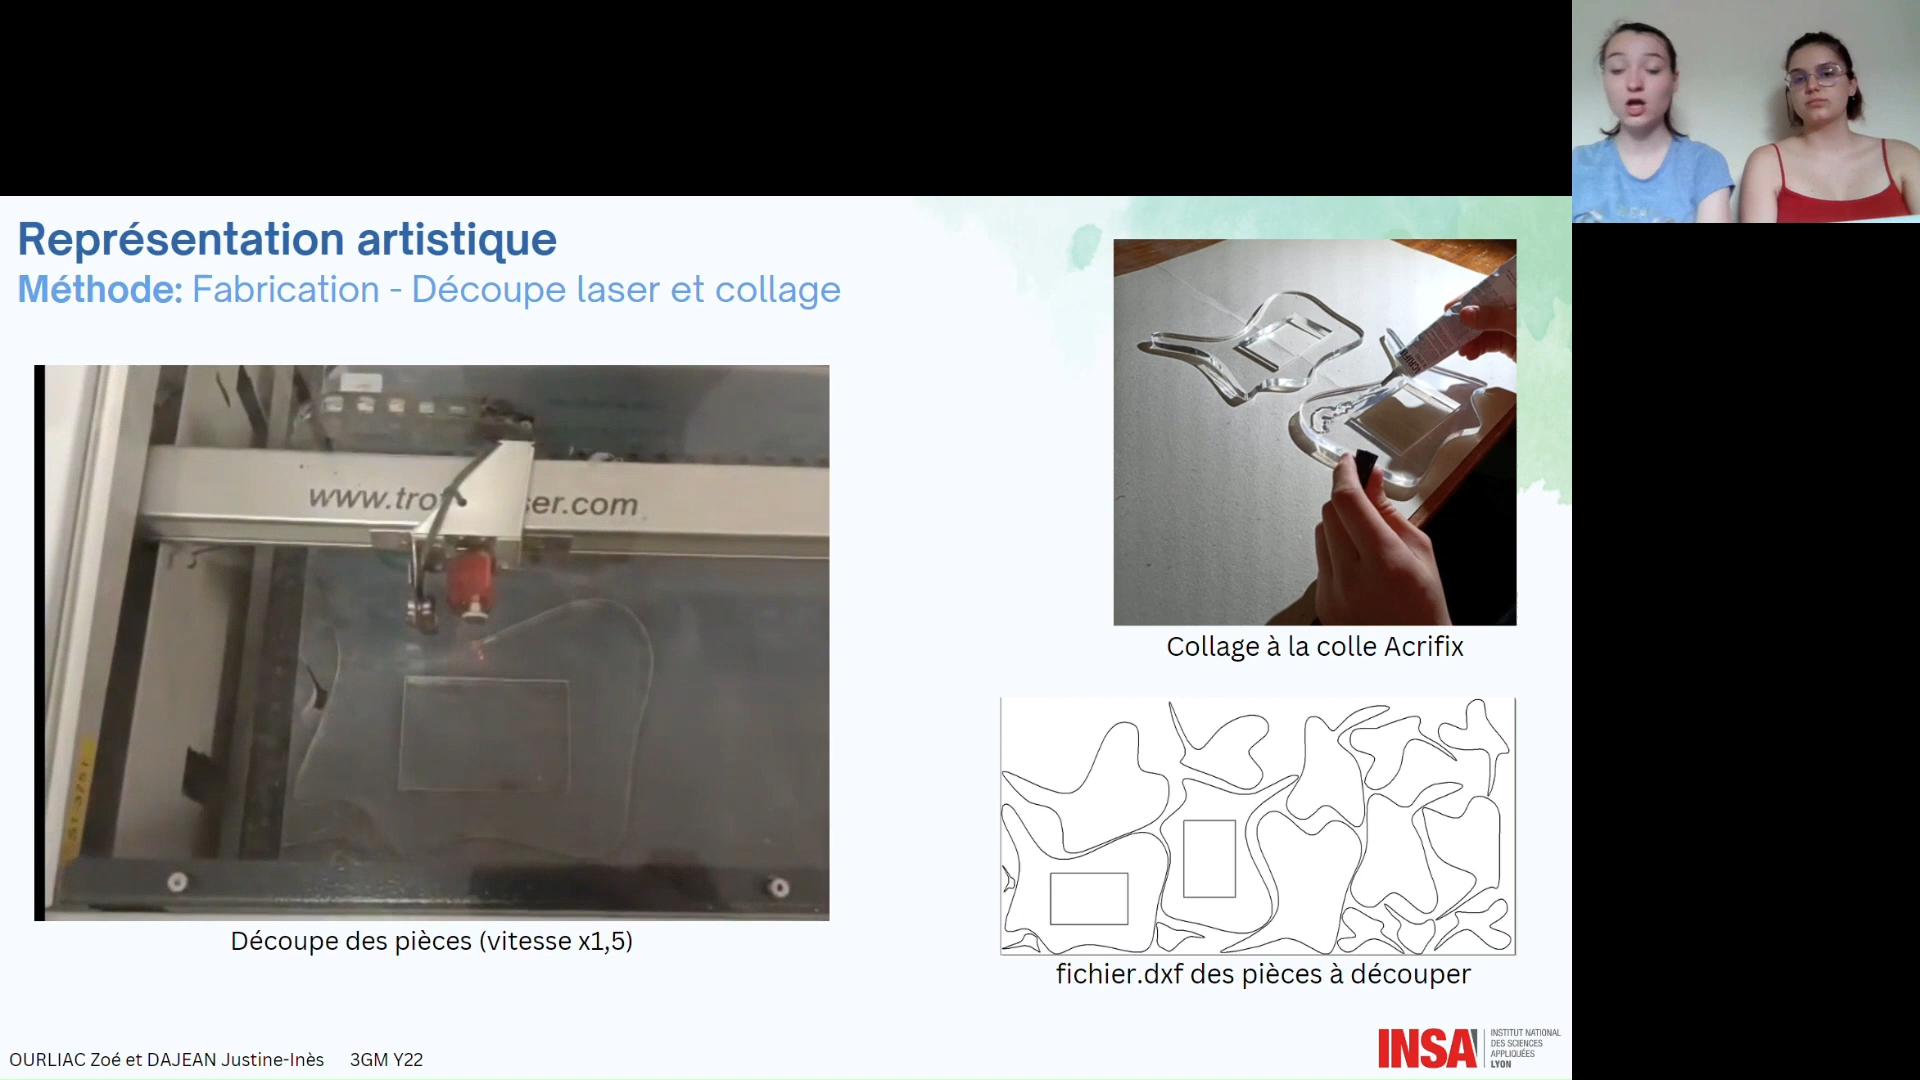 Représentation artistique
Méthode: Fabrication - Découpe laser et collage
www.tro
ser.com
Découpe des pièces (vitesse x1,5)
Collage à la colle Acrifix
fichier.dxf des pièces à découper
OURLIAC Zoé et DAJEAN Justine-Inès 3GM Y22
INSA
INSTITUT NATIONAL
DES SCIENCES
APPLIQUÉES
LYON